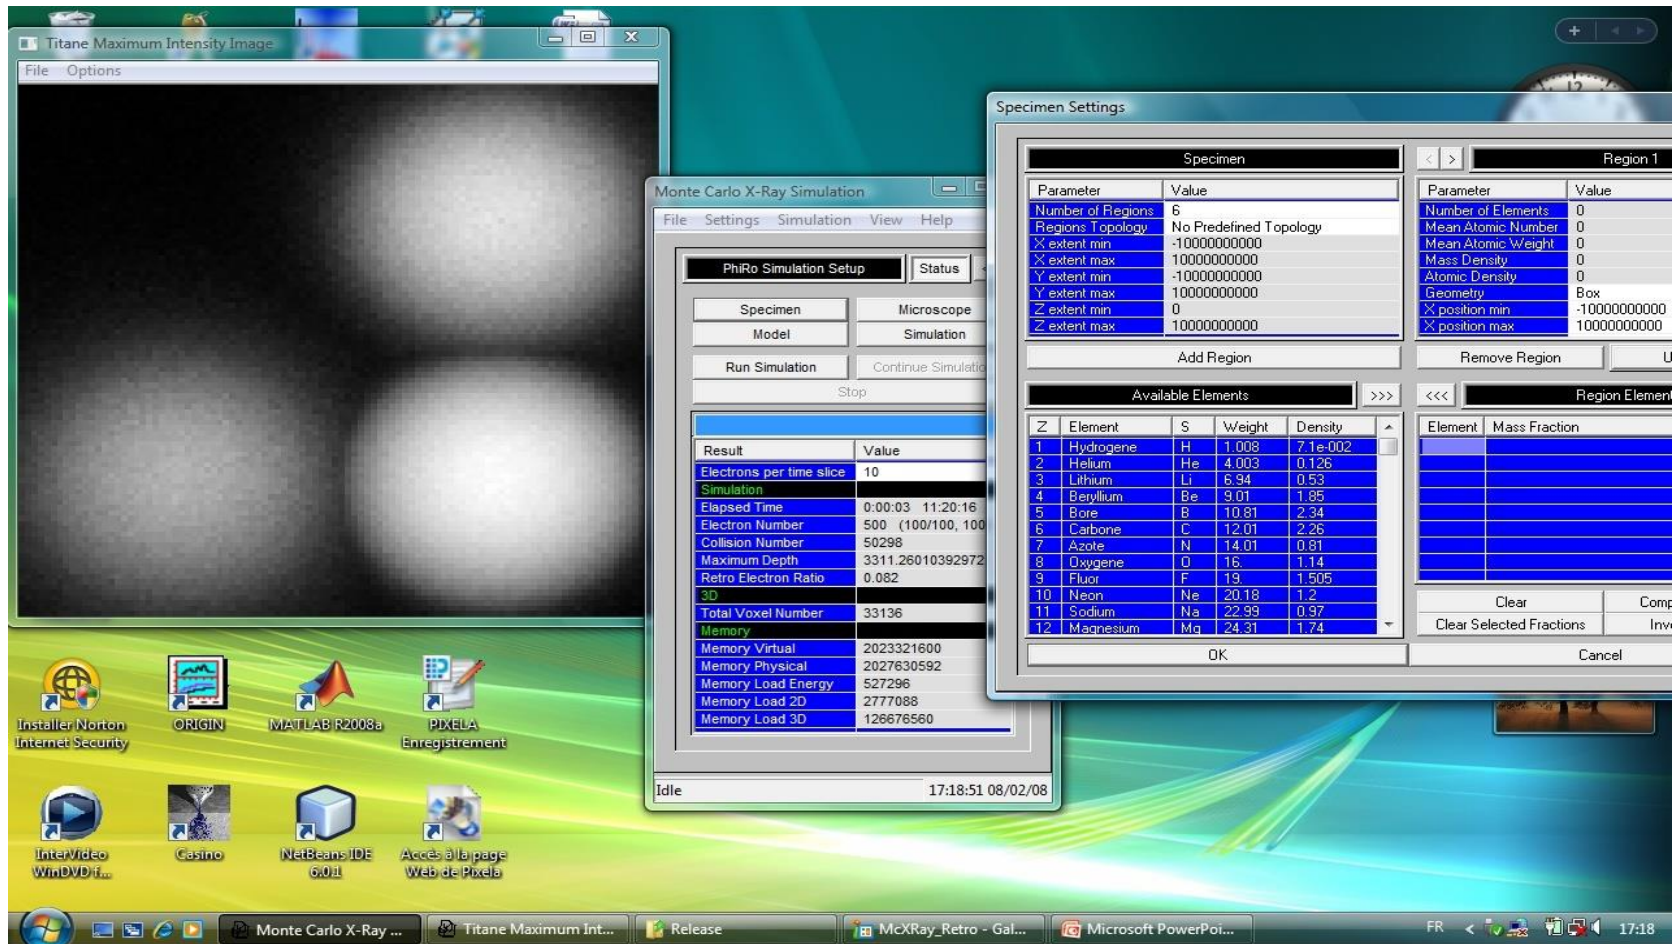 Titane Maximum Intensity Image
File Options
Monte Carlo X-Ray Simulation
File Settings Simulation View Help
PhiRo Simulation Setup Status
Specimen Microscope
Model Simulation
Run Simulation Continue Simulatio
Stop
Result Value
Electrons per time slice 10
Simulation
Elapsed Time 0:00:03 11:20:16
Electron Number 500 (100/100, 100
Collision Number 50298
Maximum Depth 3311.26010392972
Retro Electron Ratio 0.082
3D
Total Voxel Number 33136
Memory
Memory Virtual 2023321600
Memory Physical 2027630592
Memory Load Energy 527296
Memory Load 2D 2777088
Memory Load 3D 126676560
Idle 17:18:51 08/02/08
Specimen Settings
Specimen
Parameter Value
Number of Regions 6
Regions Topology No Predefined Topology
X extent min -10000000000
X extent max 10000000000
Y extent min -10000000000
Y extent max 10000000000
Z extent min 0
Z extent max 10000000000
Add Region
Available Elements >>>
Z Element S Weight Density
1 Hydrogene H 1.008 7.1e-002
2 Helium He 4.003 0.126
3 Lithium Li 6.94 0.53
4 Beryllium Be 9.01 1.85
5 Bore B 10.81 2.34
6 Carbone C 12.01 2.26
7 Azote N 14.01 0.81
8 Oxygene O 16. 1.14
9 Fluor F 19. 1.505
10 Neon Ne 20.18 1.2
11 Sodium Na 22.99 0.97
12 Magnesium Mg 24.31 1.74
OK
< > Region 1
Parameter Value
Number of Elements 0
Mean Atomic Number 0
Mean Atomic Weight 0
Mass Density 0
Atomic Density 0
Geometry Box
X position min -10000000000
X position max 10000000000
Remove Region U
<<< Region Element
Element Mass Fraction
Clear Comp
Clear Selected Fractions Inve
Cancel
12
Installer Norton
Internet Security
ORIGIN
MATLAB R2008a
PIXELA
Enregistrement
InterVideo
WinDVD f...
Casino
NetBeans IDE
6.0.1
Accès à la page
Web de Pixela
Monte Carlo X-Ray ... Titane Maximum Int... Release McXRay_Retro - Gal... Microsoft PowerPoi... FR < 17:18